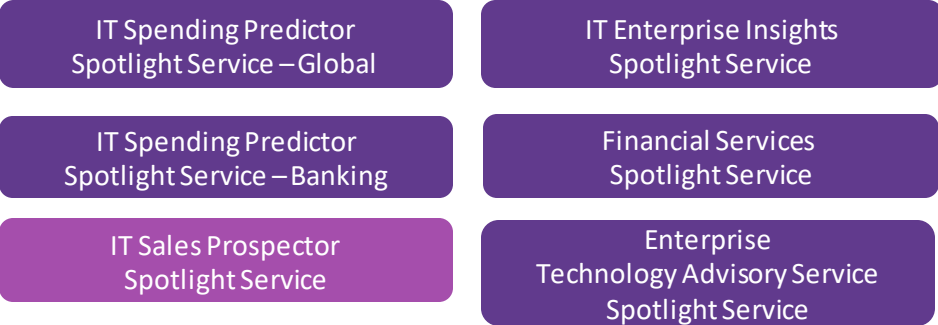 IT Spending Predictor
Spotlight Service – Global
IT Enterprise Insights
Spotlight Service
IT Spending Predictor
Spotlight Service – Banking
Financial Services
Spotlight Service
IT Sales Prospector
Spotlight Service
Enterprise
Technology Advisory Service
Spotlight Service